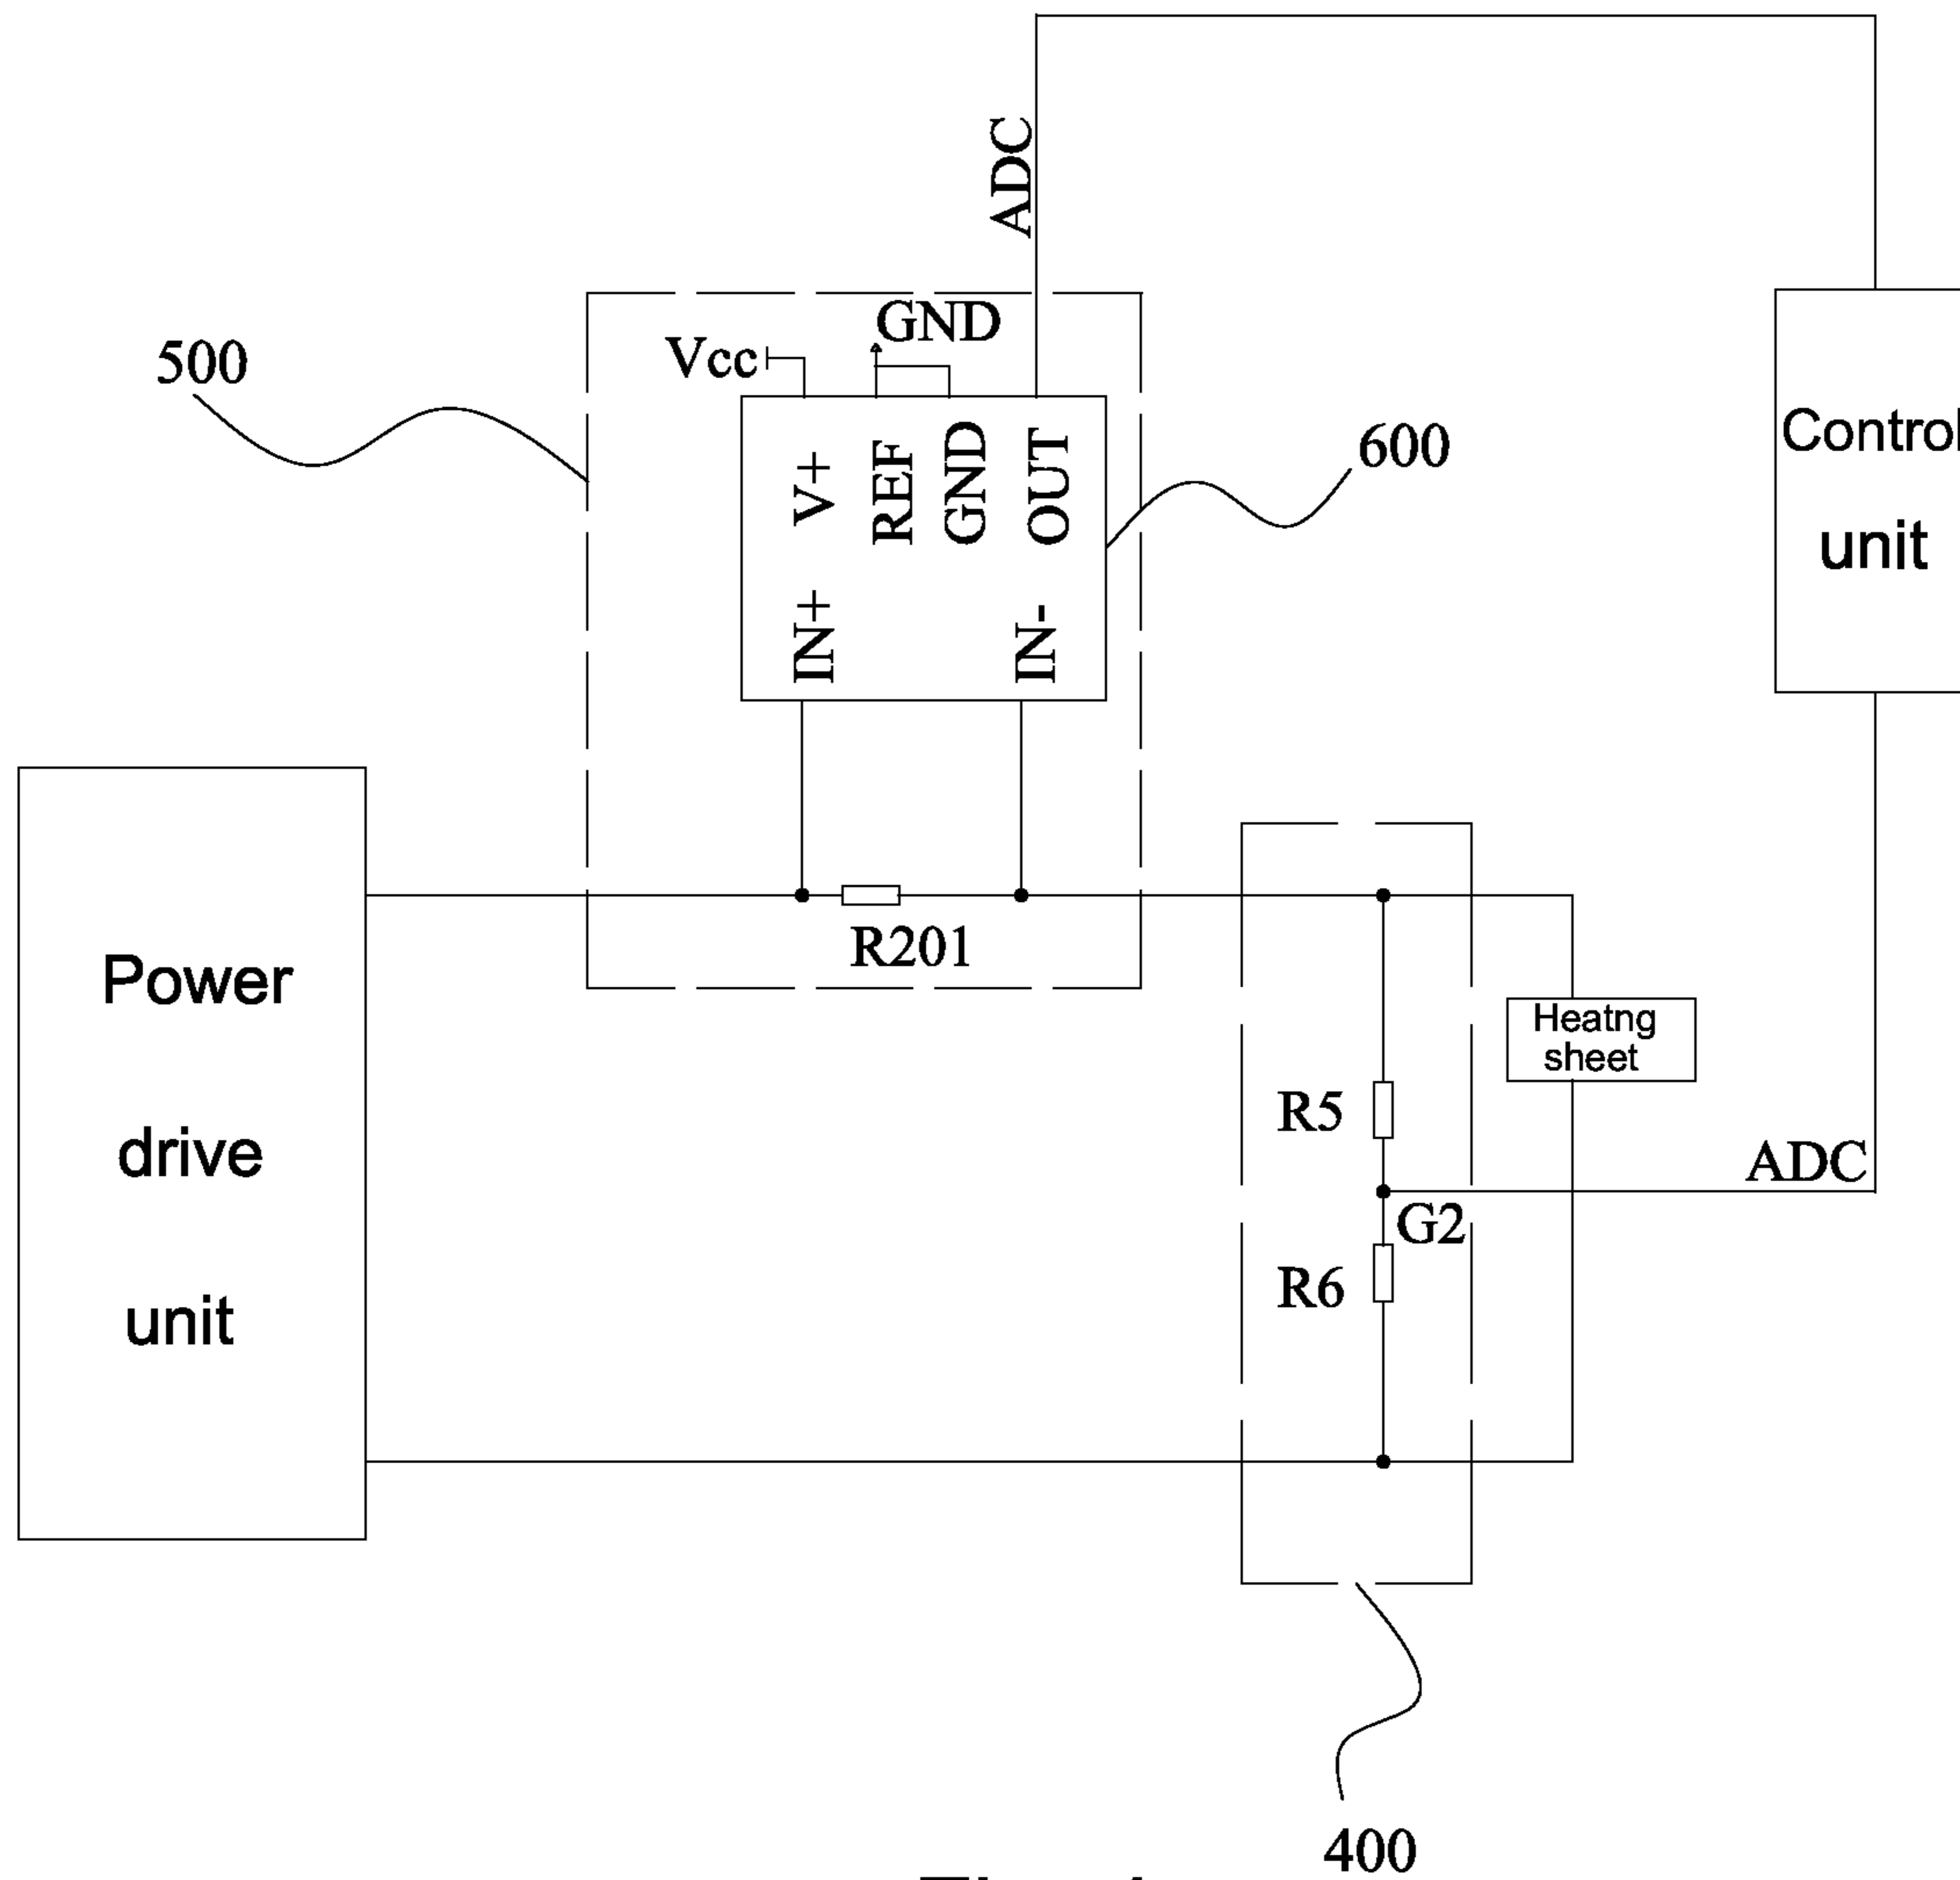 ADC
GND
Vcc
500
V+
REF
GND
OUT
600
Control
unit
IN+
IN-
R201
Power
drive
unit
Heatng
sheet
R5
ADC
G2
R6
400